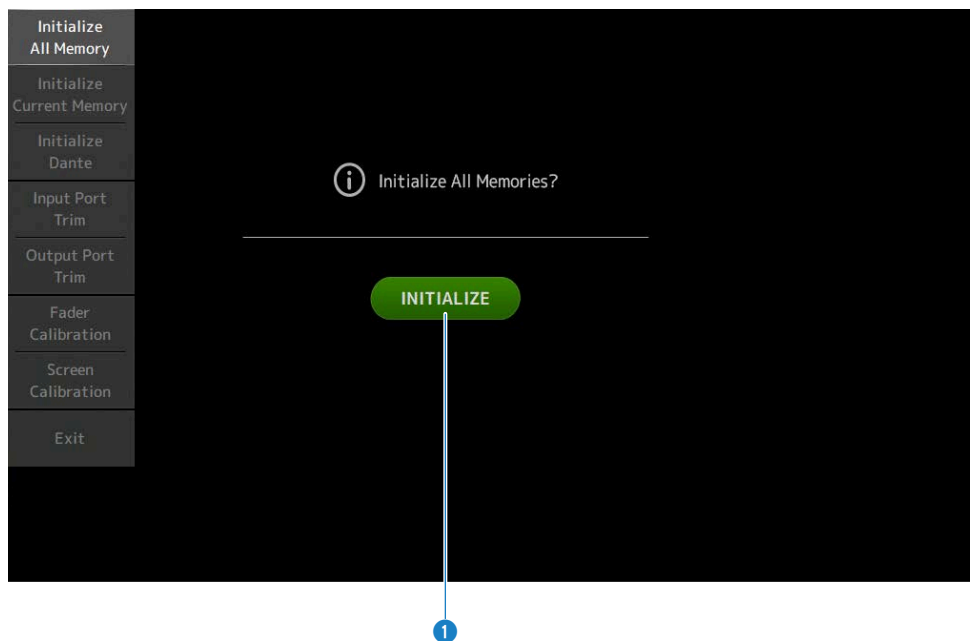 Initialize
All Memory
Initialize
Current Memory
Initialize
Dante
Input Port
Trim
Output Port
Trim
Fader
Calibration
Screen
Calibration
Exit
Initialize All Memories?
INITIALIZE
1